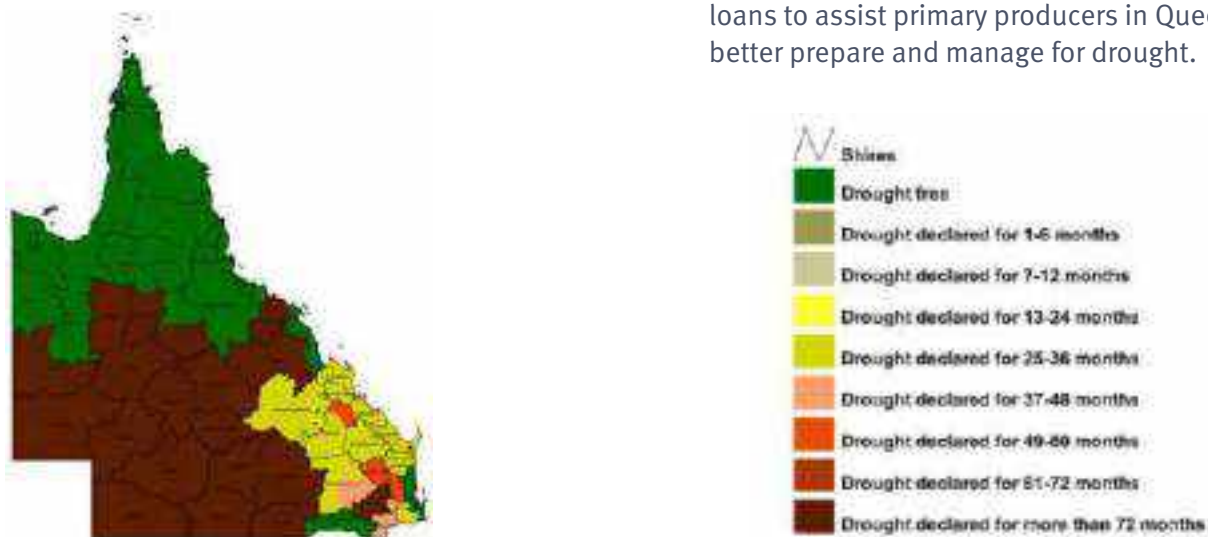 loans to assist primary producers in Quee
better prepare and manage for drought.
Shires
Drought free
Drought declared for 1-6 months
Drought declared for 7-12 months
Drought declared for 13-24 months
Drought declared for 25-36 months
Drought declared for 37-48 months
Drought declared for 49-60 months
Drought declared for 61-72 months
Drought declared for more than 72 months